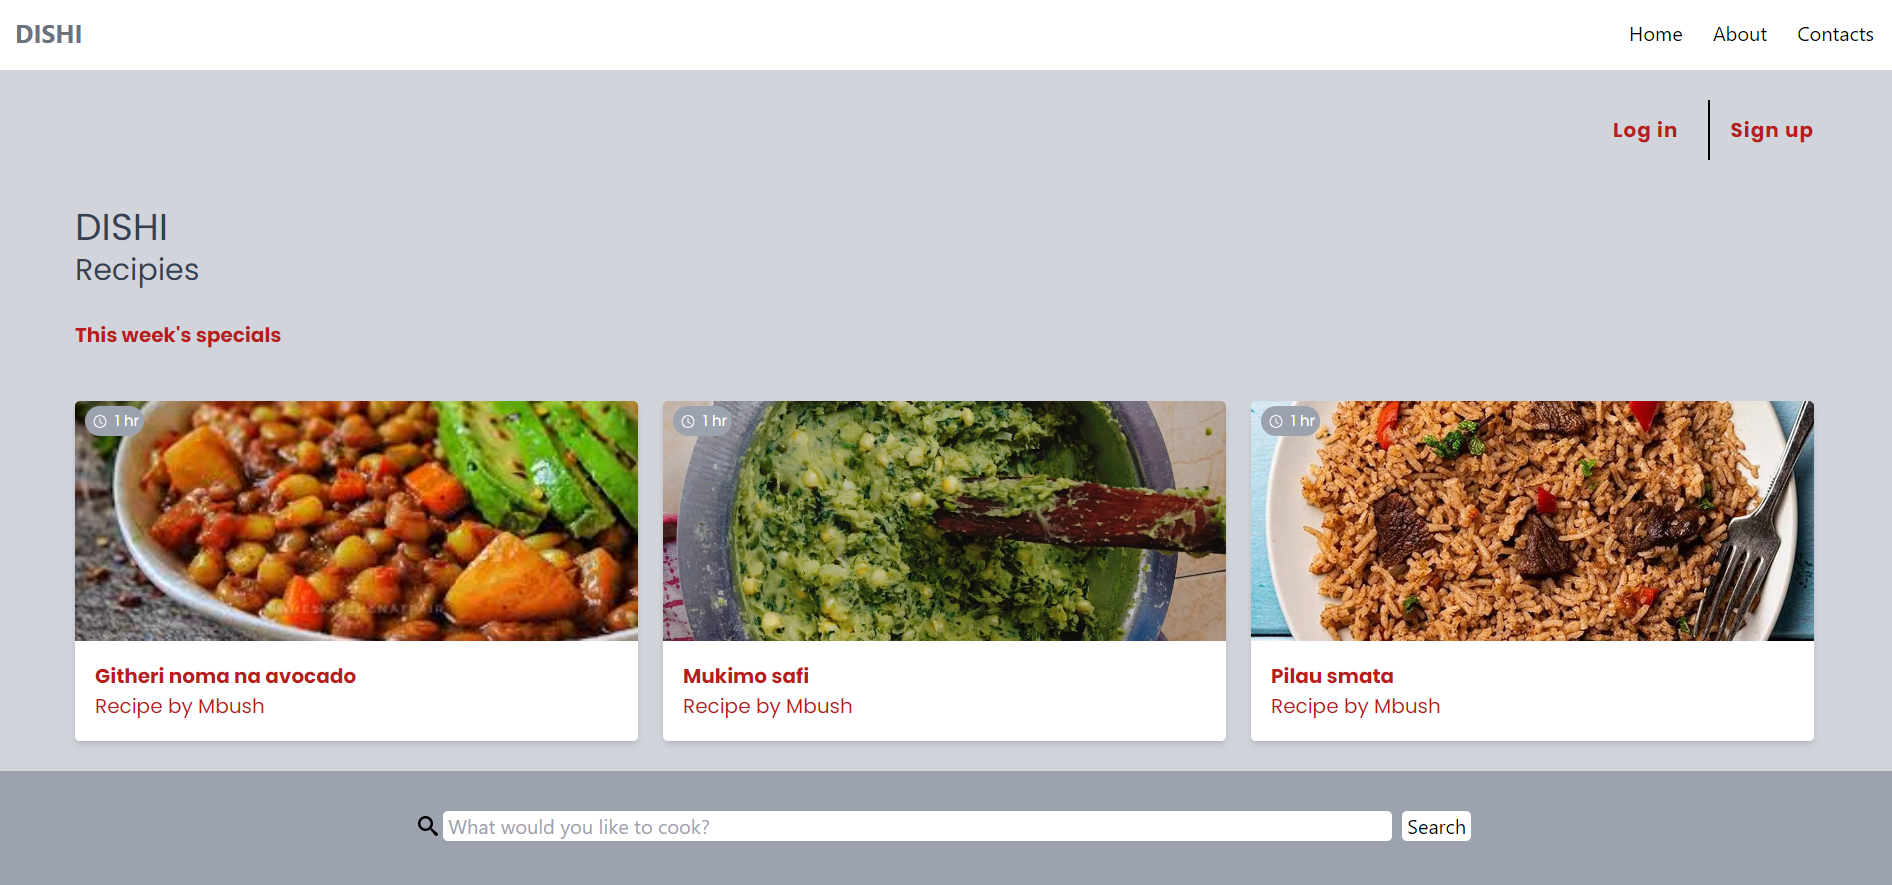 DISHI
Home About Contacts
Log in Sign up
DISHI
Recipies
This week's specials
1 hr
1 hr
1 hr
Githeri noma na avocado
Recipe by Mbush
Mukimo safi
Recipe by Mbush
Pilau smata
Recipe by Mbush
What would you like to cook?
Search